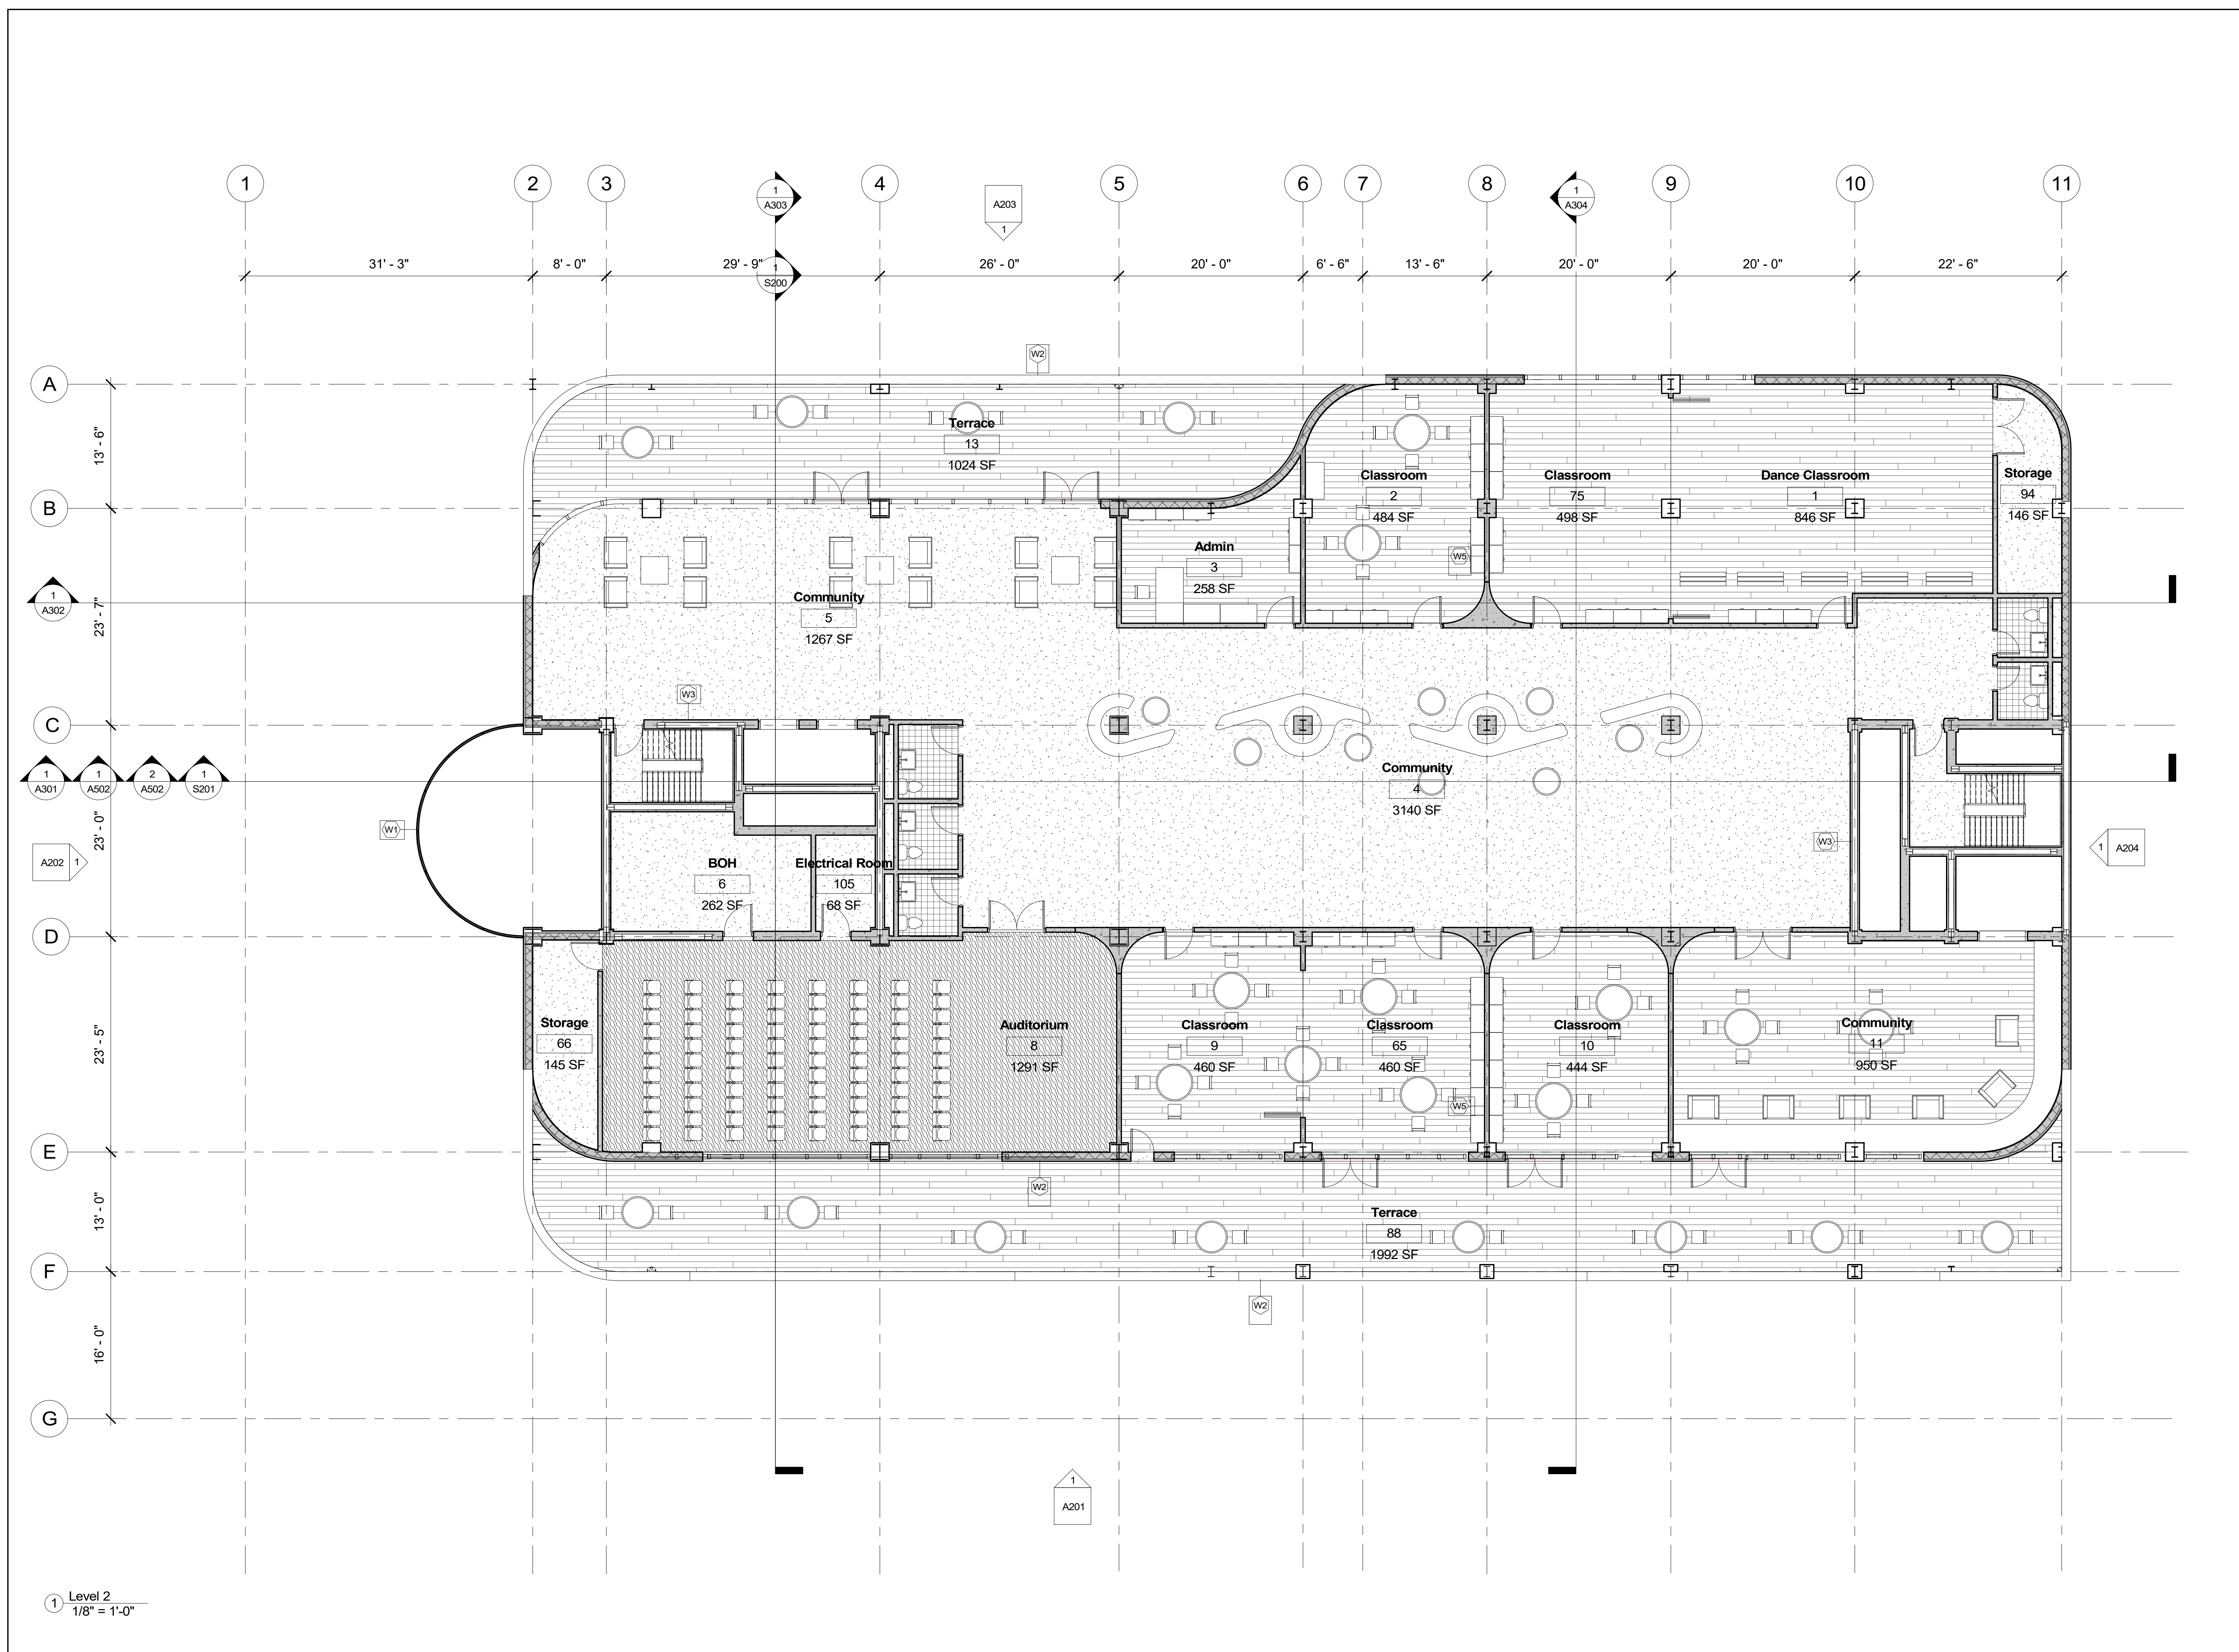 1 2 3 4 5 6 7 8 9 10 11
1
A303
A203
1
1
A304
31' - 3" 8' - 0" 29' - 9" 26' - 0" 20' - 0" 6' - 6" 13' - 6" 20' - 0" 20' - 0" 22' - 6"
1
S200
W2
A
13' - 6"
Terrace
13
1024 SF
Classroom
2
484 SF
Classroom
75
498 SF
Dance Classroom
1
846 SF
Storage
94
146 SF
B
W5
Admin
3
258 SF
1
A302
23' - 7"
Community
5
1267 SF
W3
C
1
A301
1
A502
2
A502
1
S201
Community
4
3140 SF
23' - 0"
W1
W3
A202
1
1
A204
BOH
6
262 SF
Electrical Room
105
68 SF
D
Storage
66
145 SF
Auditorium
8
1291 SF
Classroom
9
460 SF
Classroom
65
460 SF
Classroom
10
444 SF
Community
11
950 SF
23' - 5"
W5
E
W2
13' - 0"
Terrace
88
1992 SF
F
W2
16' - 0"
G
1
A201
1
Level 2
1/8" = 1'-0"